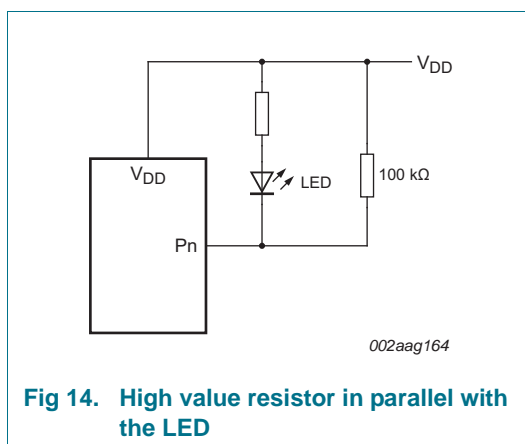 VDD
VDD
LED
100 kΩ
Pn
002aag164
Fig 14. High value resistor in parallel with
the LED